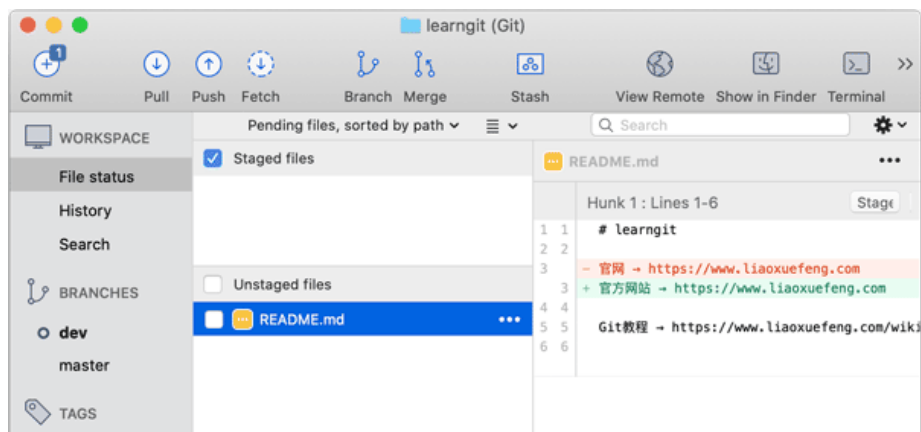 learngit (Git)
1
Commit Pull Push Fetch Branch Merge Stash View Remote Show in Finder Terminal
WORKSPACE
File status
History
Search
BRANCHES
dev
master
TAGS
Pending files, sorted by path
Search
Staged files
Unstaged files
README.md
README.md
Hunk 1 : Lines 1-6
Stage
1 1 # learngit
2 2
3 - 官网 → https://www.liaoxuefeng.com
3 + 官方网站 → https://www.liaoxuefeng.com
4 4
5 5 Git教程 → https://www.liaoxuefeng.com/wiki
6 6